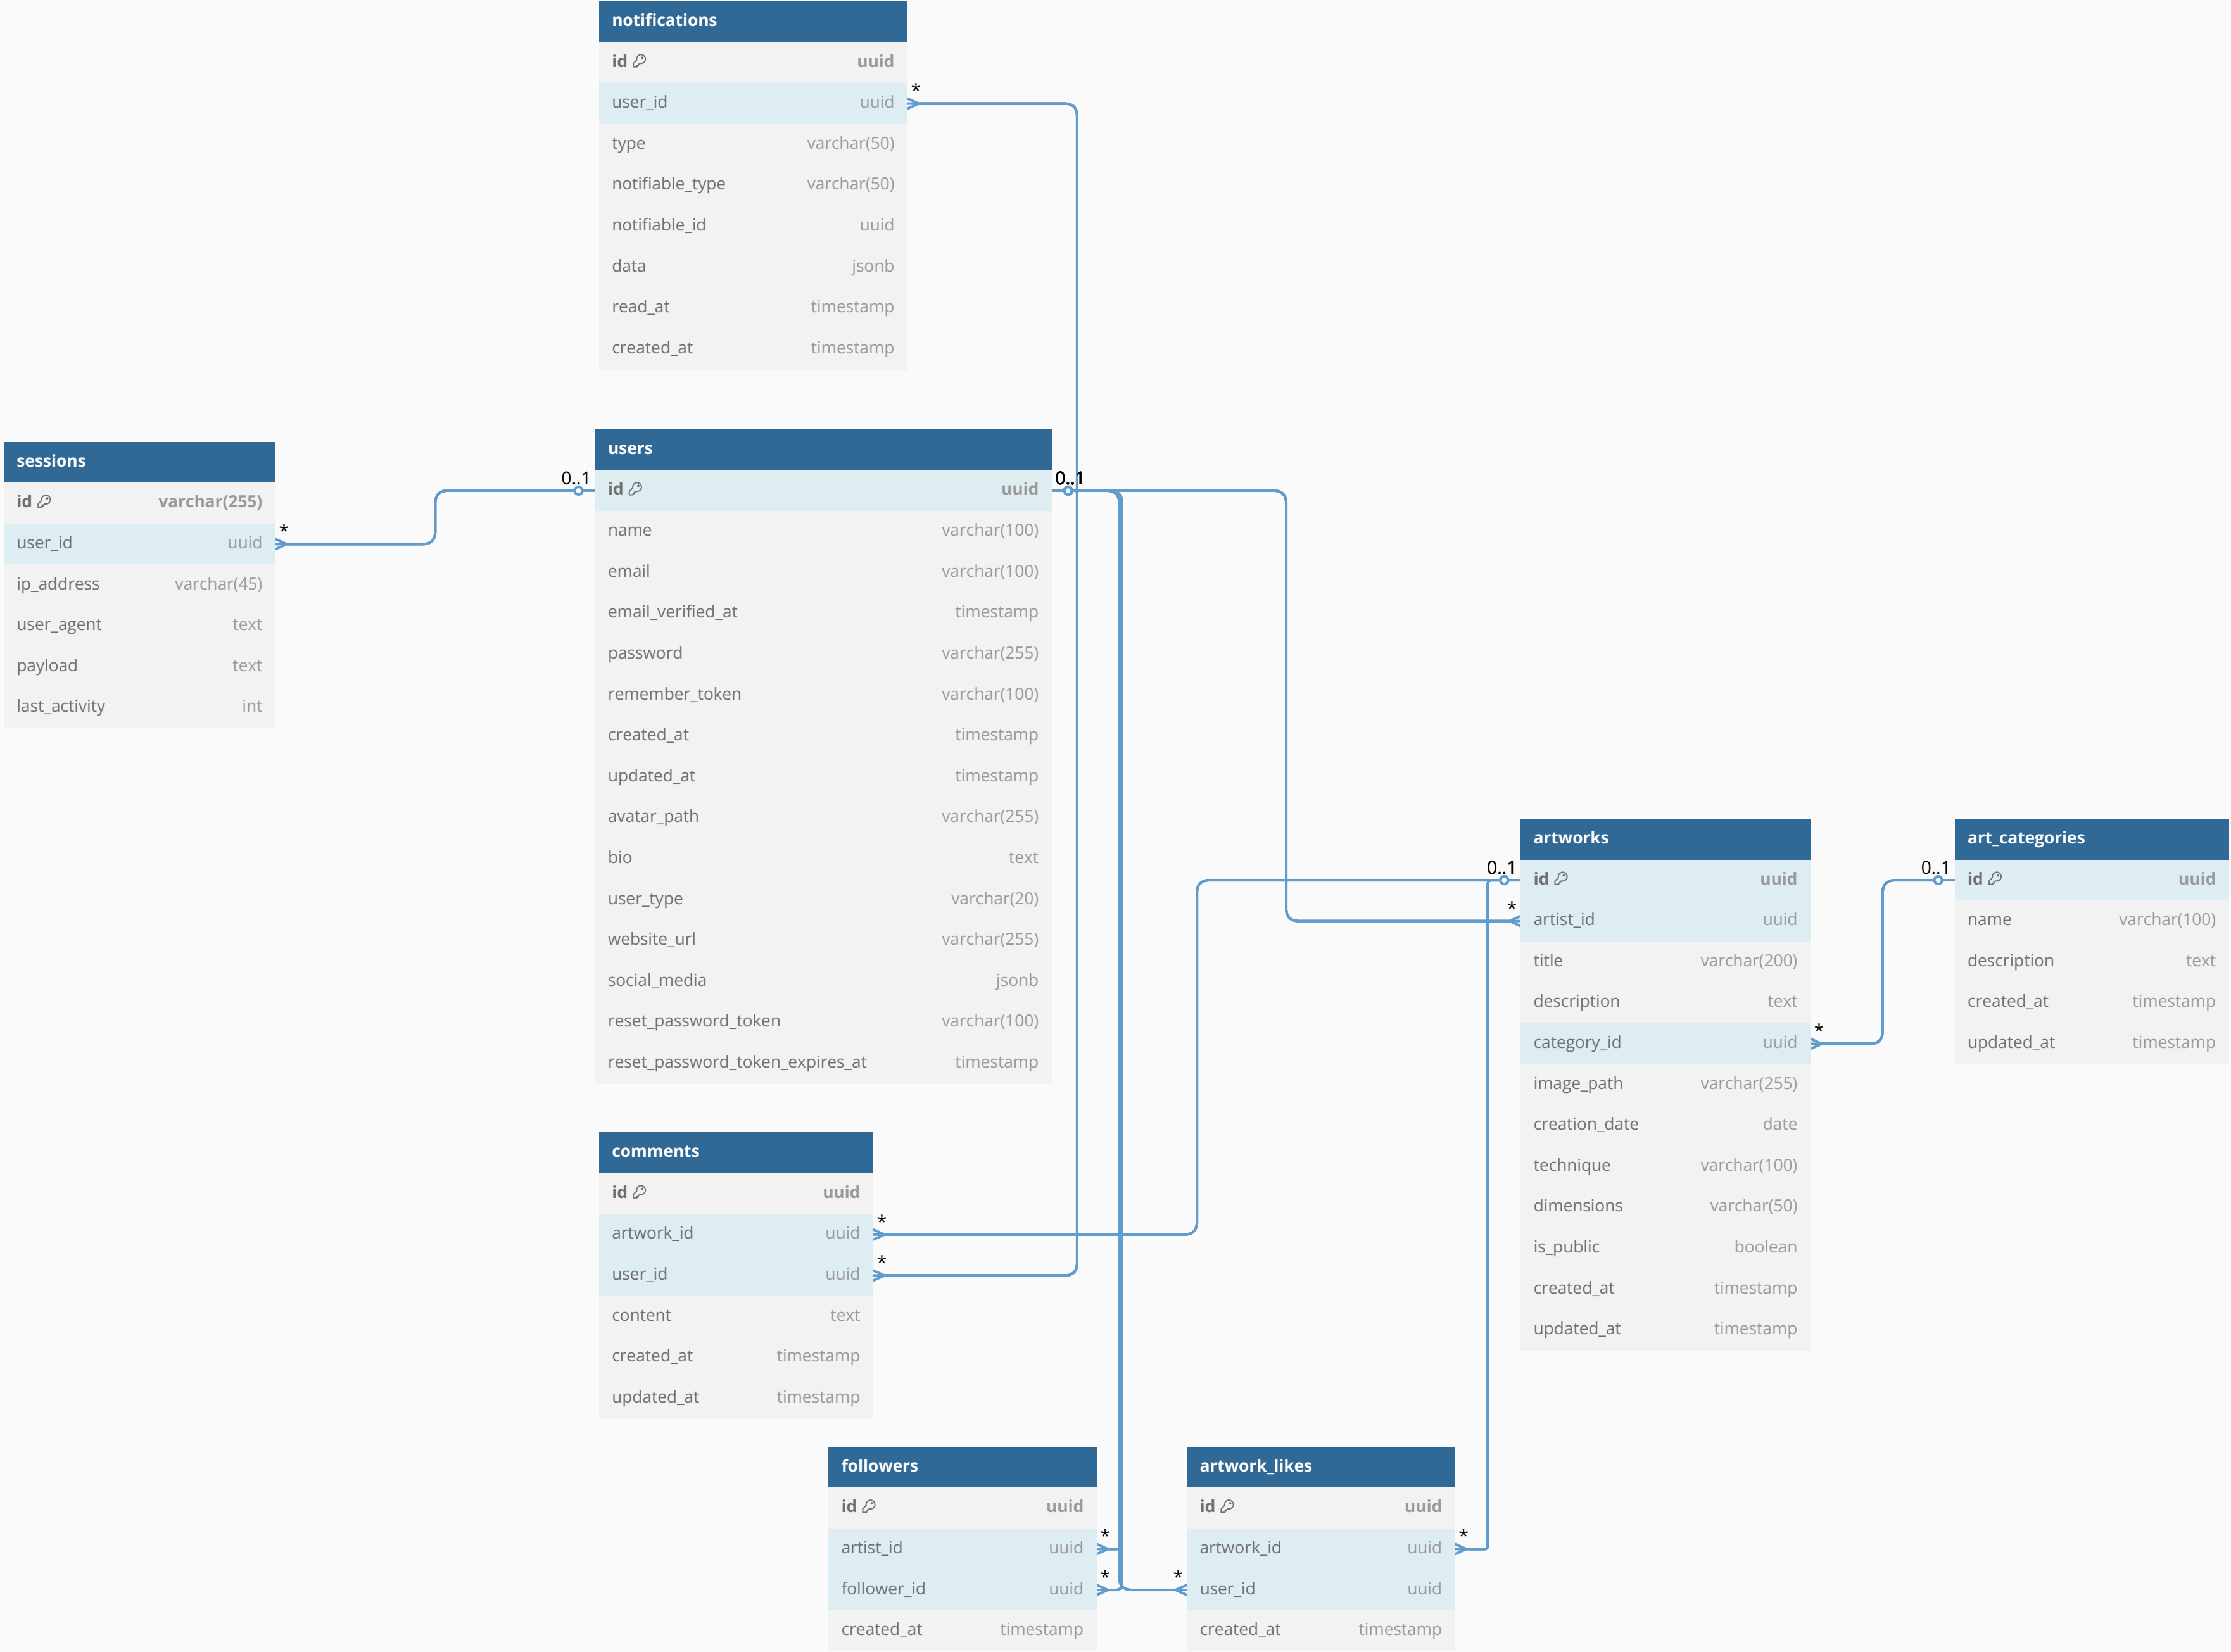 notifications
id uuid
user_id uuid
*
type varchar(50)
notifiable_type varchar(50)
notifiable_id uuid
data jsonb
read_at timestamp
created_at timestamp
sessions
id varchar(255)
*
user_id uuid
ip_address varchar(45)
user_agent text
payload text
last_activity int
users
0..1
0..1
id uuid
name varchar(100)
email varchar(100)
email_verified_at timestamp
password varchar(255)
remember_token varchar(100)
created_at timestamp
updated_at timestamp
avatar_path varchar(255)
bio text
user_type varchar(20)
website_url varchar(255)
social_media jsonb
reset_password_token varchar(100)
reset_password_token_expires_at timestamp
artworks
0..1
id uuid
*
artist_id uuid
title varchar(200)
description text
*
category_id uuid
image_path varchar(255)
creation_date date
technique varchar(100)
dimensions varchar(50)
is_public boolean
created_at timestamp
updated_at timestamp
art_categories
0..1
id uuid
name varchar(100)
description text
created_at timestamp
updated_at timestamp
comments
id uuid
*
artwork_id uuid
*
user_id uuid
content text
created_at timestamp
updated_at timestamp
followers
id uuid
*
artist_id uuid
*
follower_id uuid
created_at timestamp
artwork_likes
id uuid
*
artwork_id uuid
*
user_id uuid
created_at timestamp